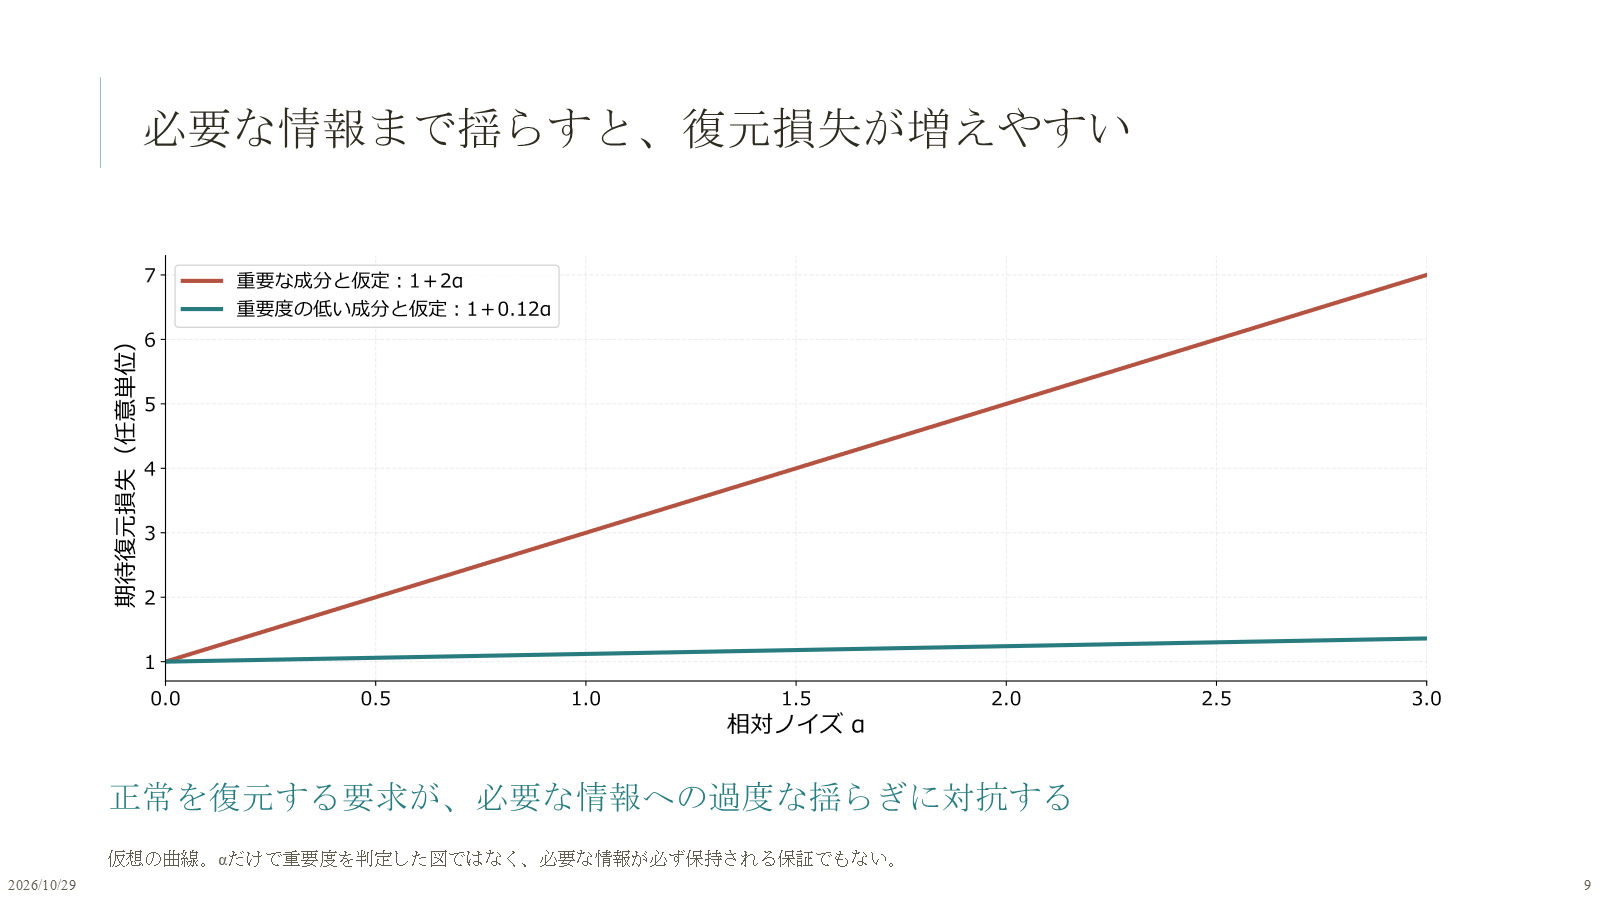 必要な情報まで揺らすと、復元損失が増えやすい
重要な成分と仮定：1＋2α
重要度の低い成分と仮定：1＋0.12α
期待復元損失（任意単位）
7
6
5
4
3
2
1
0.0 0.5 1.0 1.5 2.0 2.5 3.0
相対ノイズ α
正常を復元する要求が、必要な情報への過度な揺らぎに対抗する
仮想の曲線。αだけで重要度を判定した図ではなく、必要な情報が必ず保持される保証でもない。
2026/10/29
9